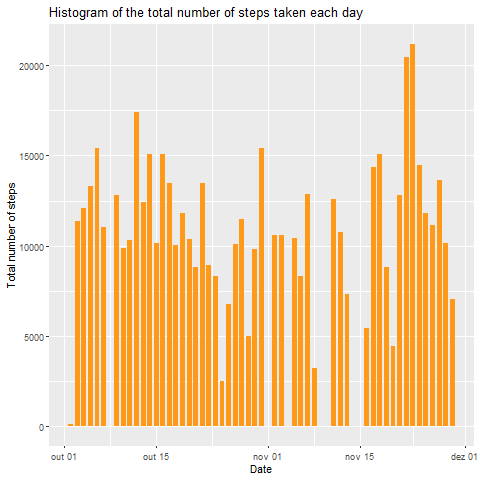 Histogram of the total number of steps taken each day
Total number of steps
20000
15000
10000
5000
0
out 01
out 15
nov 01
nov 15
dez 01
Date